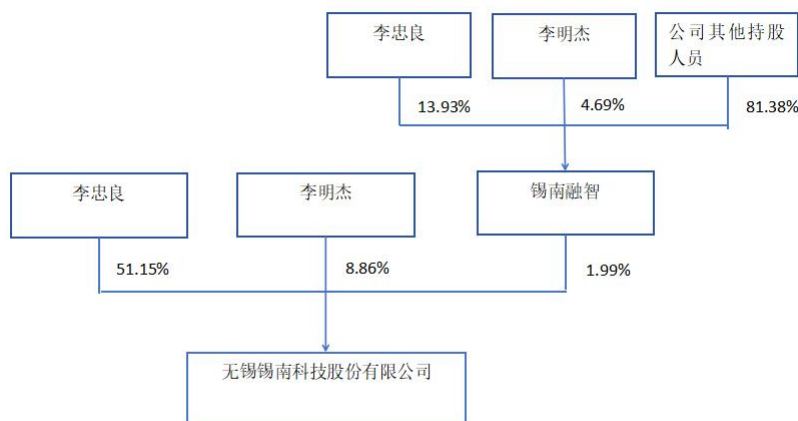 李忠良
李明杰
公司其他持股
人员
13.93%
4.69%
81.38%
李忠良
李明杰
锡南融智
51.15%
8.86%
1.99%
无锡锡南科技股份有限公司